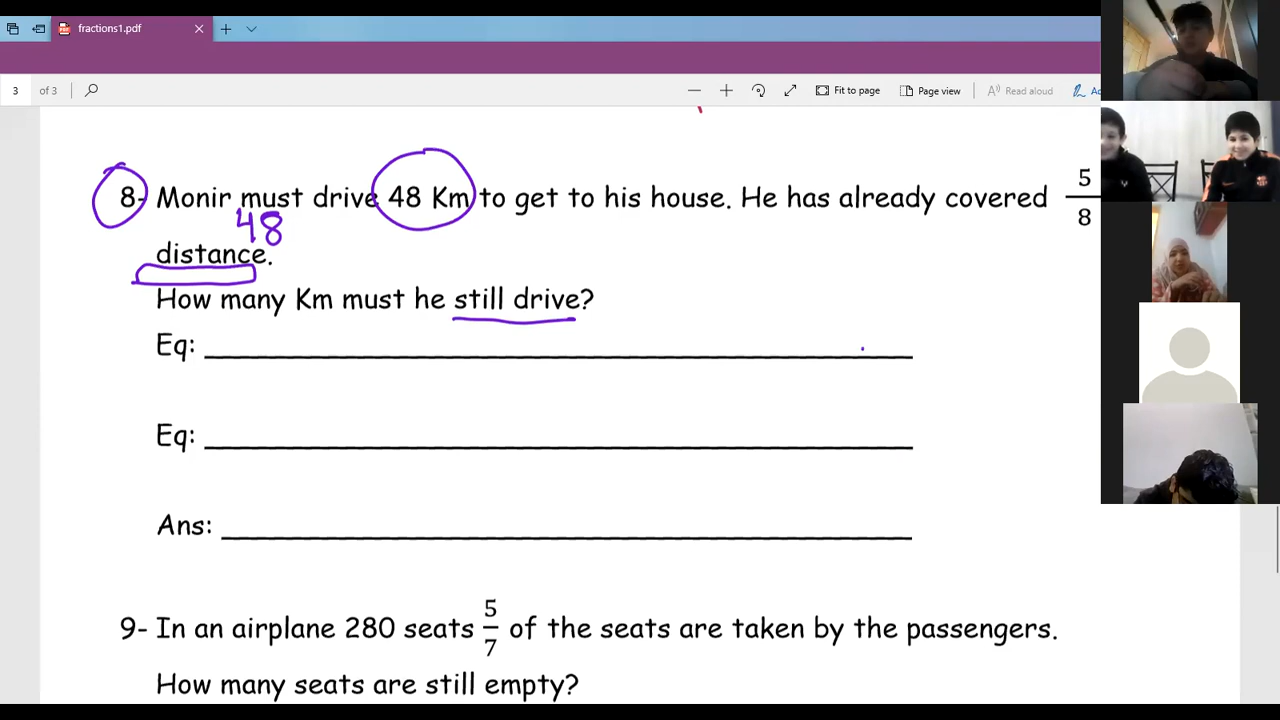 fractions1.pdf
3 of 3 Fit to page Page view Read aloud
8- Monir must drive 48 Km to get to his house. He has already covered 5/8
48
distance.
How many Km must he still drive?
Eq:
Eq:
Ans:
9- In an airplane 280 seats 5/7 of the seats are taken by the passengers.
How many seats are still empty?